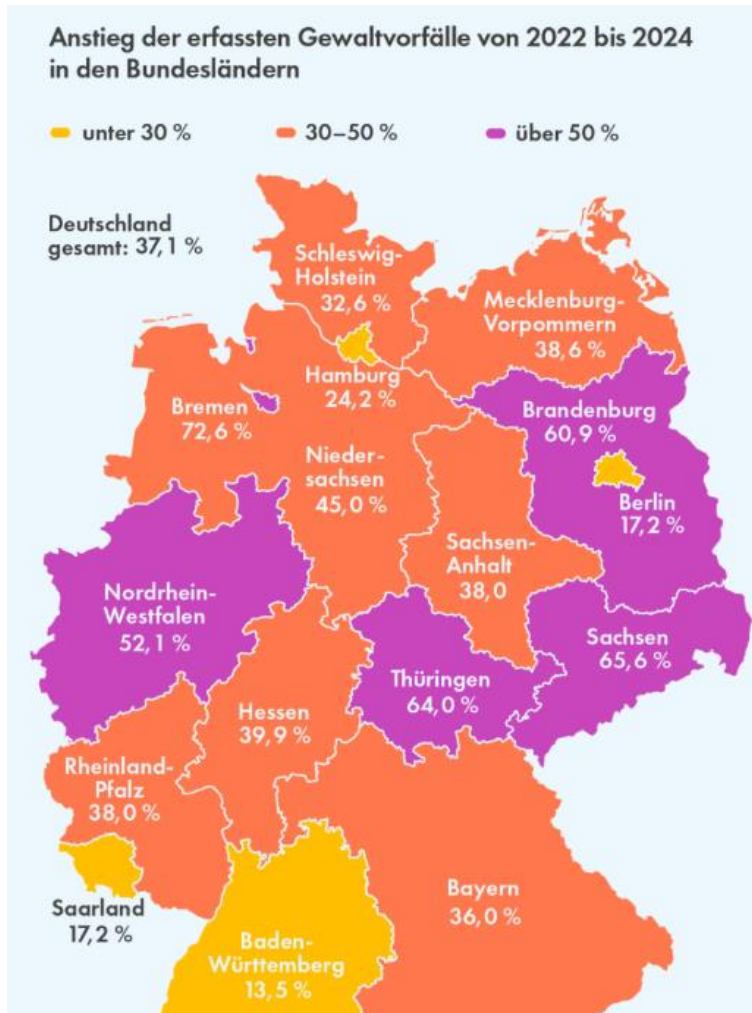 Anstieg der erfassten Gewaltvorfälle von 2022 bis 2024
in den Bundesländern
unter 30 %
30–50 %
über 50 %
Deutschland
gesamt: 37,1 %
Schleswig-
Holstein
32,6 %
Mecklenburg-
Vorpommern
38,6 %
Hamburg
24,2 %
Bremen
72,6 %
Brandenburg
60,9 %
Berlin
17,2 %
Nieder-
sachsen
45,0 %
Sachsen-
Anhalt
38,0
Nordrhein-
Westfalen
52,1 %
Sachsen
65,6 %
Thüringen
64,0 %
Hessen
39,9 %
Rheinland-
Pfalz
38,0 %
Saarland
17,2 %
Bayern
36,0 %
Baden-
Württemberg
13,5 %